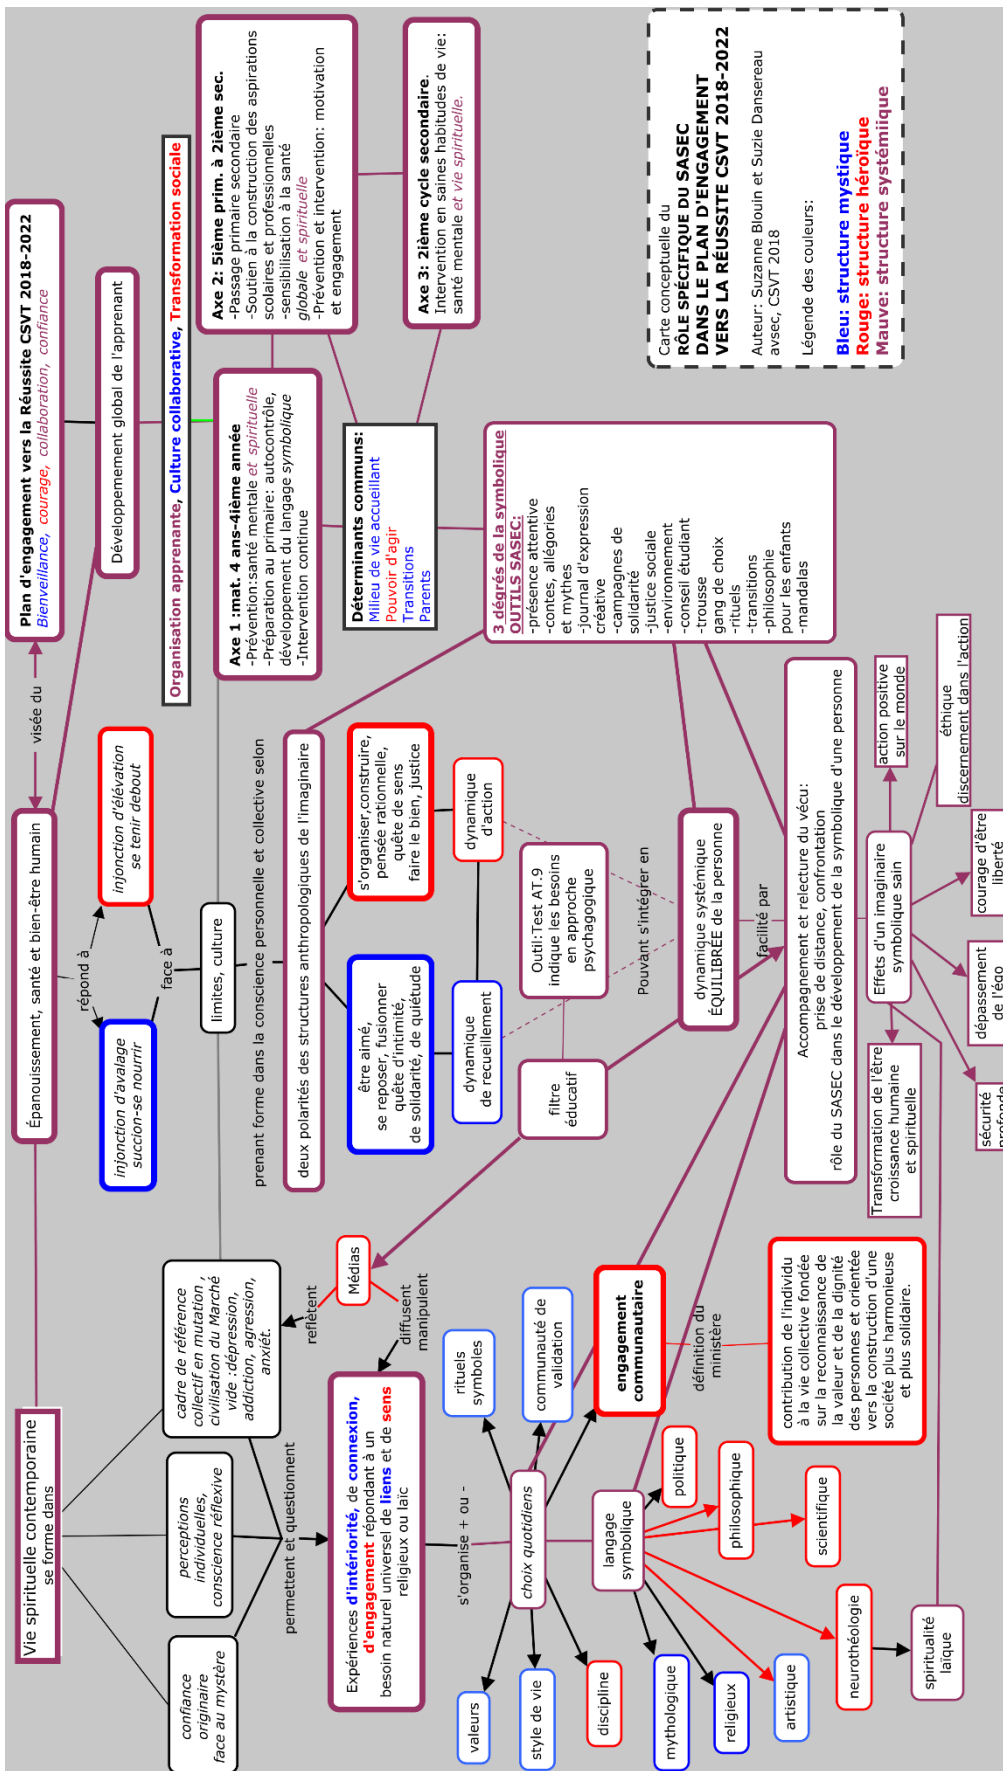 Vie spirituelle contemporaine
se forme dans
Épanouissement, santé et bien-être humain
visée du
Plan d'engagement vers la Réussite CSVT 2018-2022
Bienveillance, courage, collaboration, confiance
Développemement global de l'apprenant
Organisation apprenante, Culture collaborative, Transformation sociale
répond à
injonction d'avalage
succion-se nourrir
injonction d'élévation
se tenir debout
face à
limites, culture
confiance
originaire
face au mystère
perceptions
individuelles,
conscience réflexive
cadre de référence
collectif en mutation ,
civilisation du Marché
vide :dépression,
addiction, agression,
anxiét.
permettent et questionnent
reflètent
Médias
diffusent
manipulent
Expériences d'intériorité, de connexion,
d'engagement répondant à un
besoin naturel universel de liens et de sens
religieux ou laïc
s'organise + ou -
choix quotidiens
valeurs
style de vie
discipline
rituels
symboles
communauté de
validation
engagement
communautaire
définition du
ministère
contribution de l'individu
à la vie collective fondée
sur la reconnaissance de
la valeur et de la dignité
des personnes et orientée
vers la construction d'une
société plus harmonieuse
et plus solidaire.
langage
symbolique
mythologique
religieux
artistique
neurothéologie
scientifique
philosophique
politique
spiritualité
laïque
prenant forme dans la conscience personnelle et collective selon
deux polarités des structures anthropologiques de l'imaginaire
être aimé,
se reposer, fusionner
quête d'intimité,
de solidarité, de quiétude
s'organiser,construire,
pensée rationnelle,
quête de sens
faire le bien, justice
dynamique
de recueillement
dynamique
d'action
Outil:Test AT.9
indique les besoins
en approche
psychagogique
filtre
éducatif
Pouvant s'intégrer en
dynamique systémique
ÉQUILIBRÉE de la personne
facilité par
Accompagnement et relecture du vécu:
prise de distance, confrontation
rôle du SASEC dans le développement de la symbolique d'une personne
Effets d'un imaginaire
symbolique sain
Transformation de l'être
croissance humaine
et spirituelle
sécurité
dépassement
de l'égo
courage d'être
liberté
éthique
discernement dans l'action
action positive
sur le monde
Axe 1 :mat. 4 ans-4ième année
-Prévention:santé mentale et spirituelle
-Préparation au primaire: autocontrôle,
développement du langage symbolique
-Intervention continue
Axe 2: 5ième prim. à 2ième sec.
-Passage primaire secondaire
-Soutien à la construction des aspirations
scolaires et professionnelles
-sensibilisation à la santé
globale et spirituelle
-Prévention et intervention: motivation
et engagement
Axe 3: 2ième cycle secondaire.
Intervention en saines habitudes de vie:
santé mentale et vie spirituelle.
Déterminants communs:
Milieu de vie accueillant
Pouvoir d'agir
Transitions
Parents
3 dégrés de la symbolique
OUTILS SASEC:
-présence attentive
-contes, allégories
et mythes
-journal d'expression
créative
-campagnes de
solidarité
-justice sociale
-environnement
-conseil étudiant
-trousse
gang de choix
-rituels
-transitions
-philosophie
pour les enfants
-mandalas
Carte conceptuelle du
RÔLE SPÉCIFIQUE DU SASEC
DANS LE PLAN D'ENGAGEMENT
VERS LA RÉUSSITE CSVT 2018-2022
Auteur: Suzanne Blouin et Suzie Dansereau
avsec, CSVT 2018
Légende des couleurs:
Bleu: structure mystique
Rouge: structure héroïque
Mauve: structure systémiique